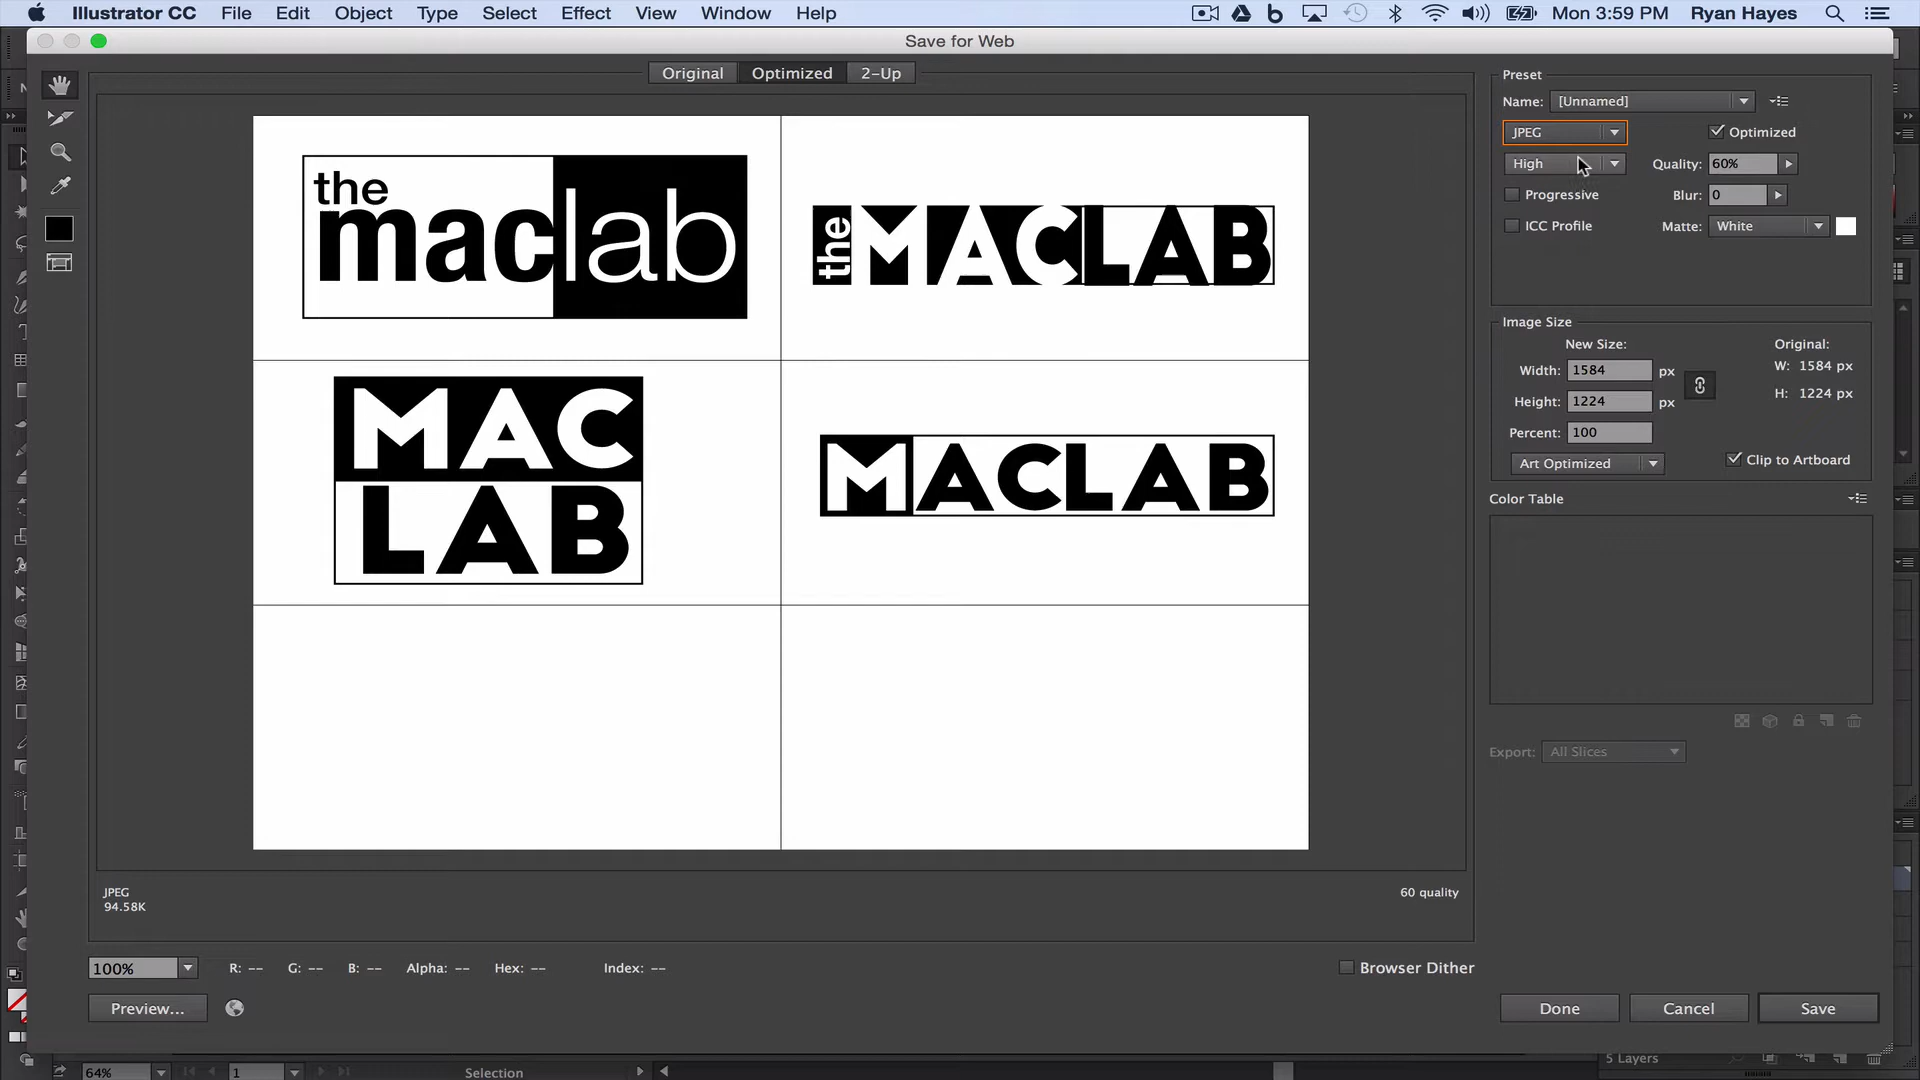 Illustrator CC File Edit Object Type Select Effect View Window Help Mon 3:59 PM Ryan Hayes
Save for Web
Original Optimized 2-Up
Preset
Name: [Unnamed]
JPEG Optimized
High Quality: 60%
Progressive Blur: 0
ICC Profile Matte: White
the
maclab
the MACLAB
MAC
LAB
MACLAB
Image Size
New Size: Original:
Width: 1584 px W: 1584 px
Height: 1224 px H: 1224 px
Percent: 100
Art Optimized Clip to Artboard
Color Table
Export: All Slices
JPEG
94.58K
60 quality
100% R: -- G: -- B: -- Alpha: -- Hex: -- Index: -- Browser Dither
Preview... Done Cancel Save
64% 1 Selection 5 Layers